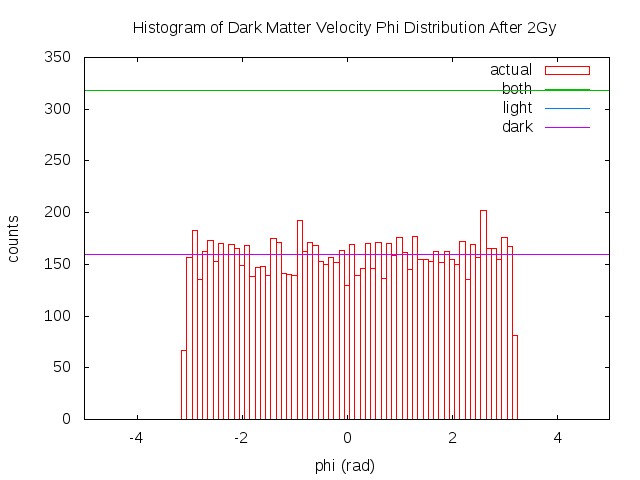 Histogram of Dark Matter Velocity Phi Distribution After 2Gy
350
300
250
200
150
100
50
0
-4
-2
0
2
4
counts
phi (rad)
actual
both
light
dark